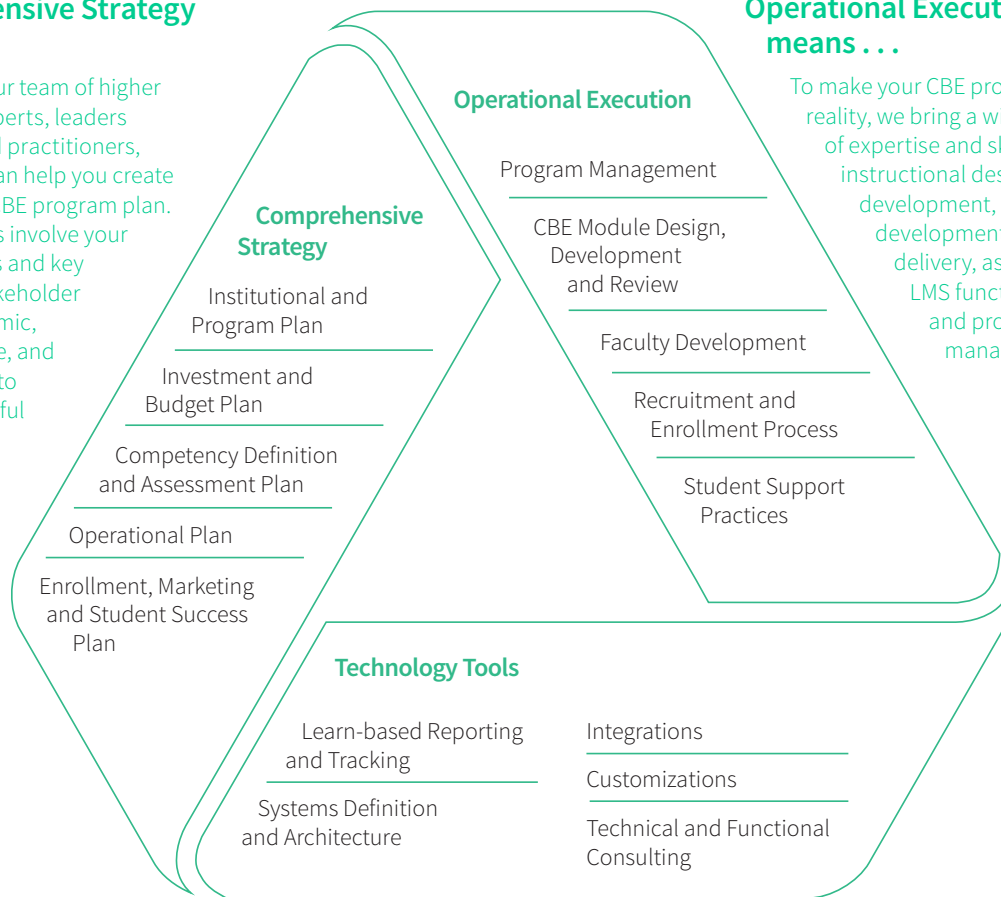 ensive Strategy
ur team of higher
perts, leaders
d practitioners,
an help you create
BE program plan.
s involve your
s and key
keholder
mic,
e, and
to
ful
Comprehensive
Strategy
Institutional and
Program Plan
Investment and
Budget Plan
Competency Definition
and Assessment Plan
Operational Plan
Enrollment, Marketing
and Student Success
Plan
Operational Execution
Program Management
CBE Module Design,
Development
and Review
Faculty Development
Recruitment and
Enrollment Process
Student Support
Practices
Operational Execut
means . . .
To make your CBE pro
reality, we bring a wi
of expertise and sk
instructional des
development,
development
delivery, as
LMS funct
and pro
mana
Technology Tools
Learn-based Reporting
and Tracking
Systems Definition
and Architecture
Integrations
Customizations
Technical and Functional
Consulting